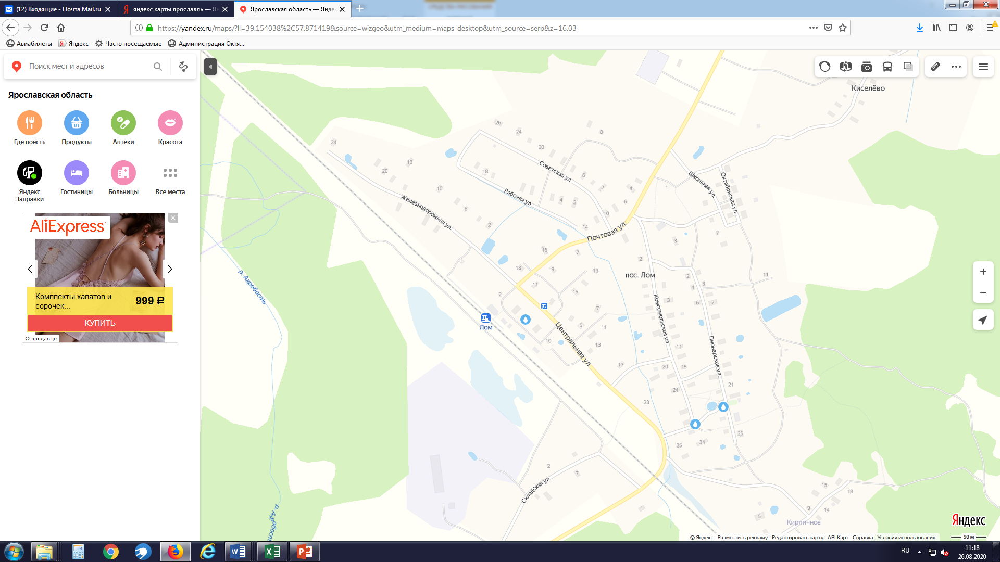 (12) Входящие - Почта Mail.ru
яндекс карты ярославль — Ян
Ярославская область — Яндек
https://yandex.ru/maps/?ll=39.154038%2C57.871419&source=wizgeo&utm_medium=maps-desktop&utm_source=serp&z=16.03
Авиабилеты
Яндекс
Часто посещаемые
Администрация Октя...
Поиск мест и адресов
Ярославская область
Где поесть
Продукты
Аптеки
Красота
Яндекс Заправки
Гостиницы
Больницы
Все места
AliExpress
Комплекты халатов и
сорочек...
999 ₽
КУПИТЬ
О продавце
Киселёво
26
24
8
20
24
18
20
18
10
6
2
Советская ул.
6
2
4
6
10
Рабочая ул.
4
2
14
Железнодорожная ул.
Школьная ул.
Октябрьская ул.
1
7
3
Почтовая ул.
16
7
18
9
19
11
15
1
2
2
пос. Лом
2
4
3
11
3
6
7
Комсомольская ул.
Лом
7
5
11
10
13
Центральная ул.
17
11
20
15
Пионерская ул.
24
21
23
25
34
25
р. Ахробость
р. Ахробость
2
7
Складская ул.
1
15
18
9
14
5
Кирпичное
Яндекс
© Яндекс
Разместить рекламу
Редактировать карту
API Карт
Справка
Условия использования
90 м
RU
11:18
26.08.2020